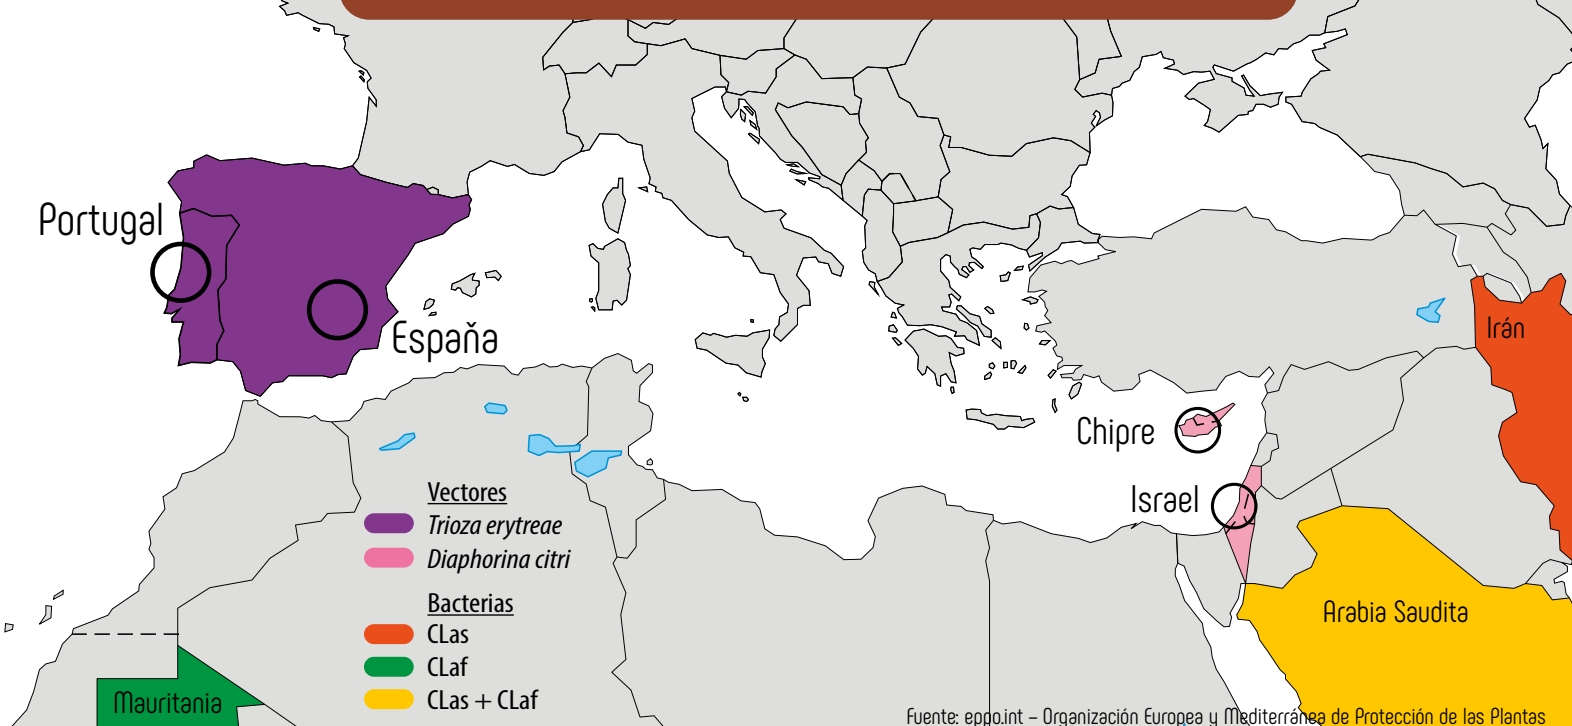 Portugal
España
Irán
Chipre
Israel
Vectores
Trioza erytreae
Diaphorina citri
Bacterias
CLas
CLaf
CLas + CLaf
Arabia Saudita
Mauritania
Fuente: eppo.int – Organización Europea y Mediterránea de Protección de las Plantas